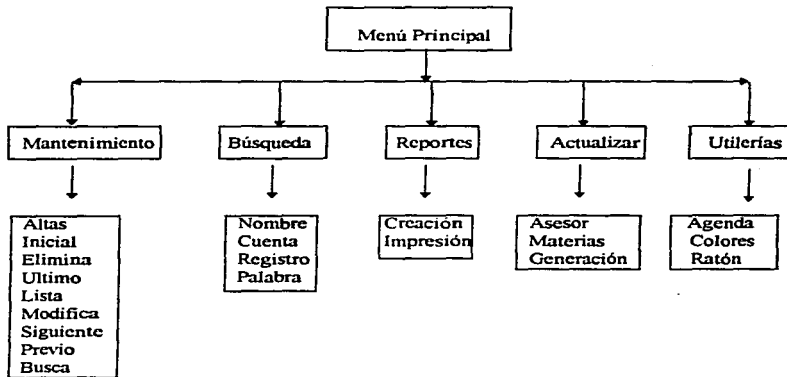 Menú Principal
Mantenimiento
Búsqueda
Reportes
Actualizar
Utilerías
Altas
Inicial
Elimina
Ultimo
Lista
Modifica
Siguiente
Previo
Busca
Nombre
Cuenta
Registro
Palabra
Creación
Impresión
Asesor
Materias
Generación
Agenda
Colores
Ratón